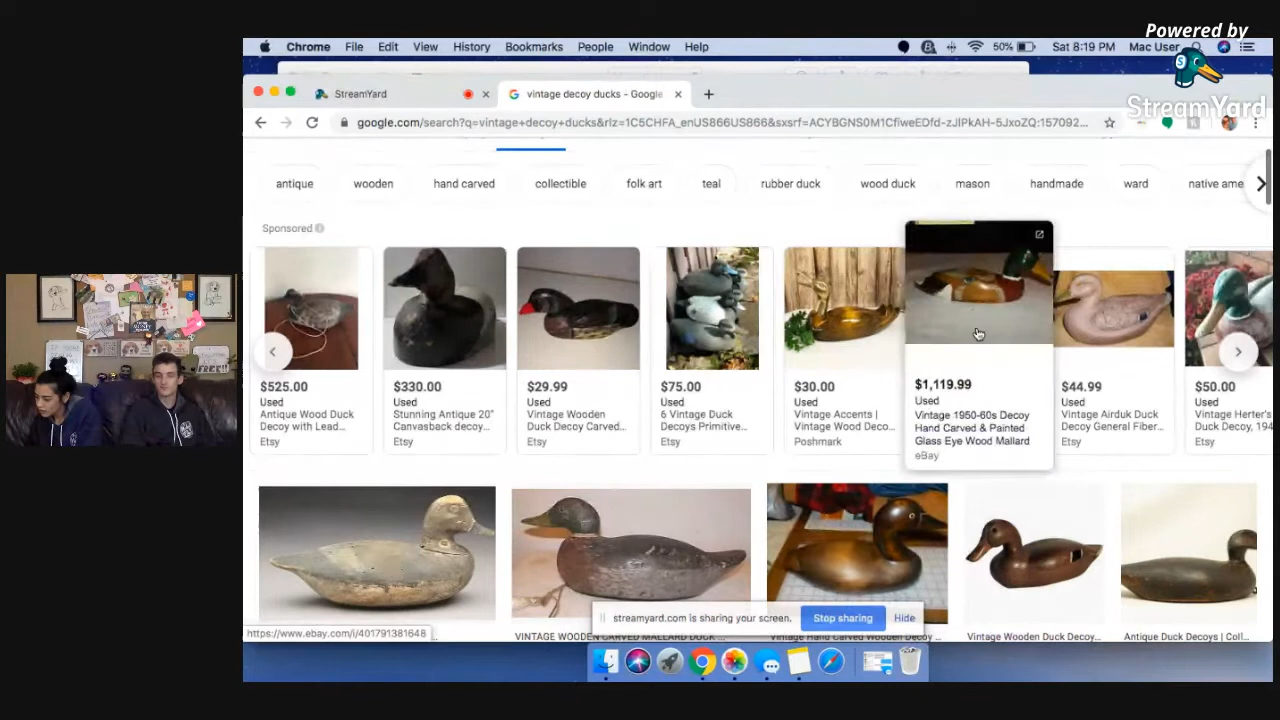 Powered by
StreamYard
Chrome File Edit View History Bookmarks People Window Help
50% Sat 8:19 PM Mac User
StreamYard
vintage decoy ducks - Google
google.com/search?q=vintage+decoy+ducks&rlz=1C5CHFA_enUS866US866&sxsrf=ACYBGNS0M1CfiweEDfd-zJlPkAH-5JxoZQ:157092...
antique wooden hand carved collectible folk art teal rubber duck wood duck mason handmade ward native ame
Sponsored
$525.00
Used
Antique Wood Duck
Decoy with Lead...
Etsy
$330.00
Used
Stunning Antique 20"
Canvasback decoy...
Etsy
$29.99
Used
Vintage Wooden
Duck Decoy Carved...
Etsy
$75.00
Used
6 Vintage Duck
Decoys Primitive...
Etsy
$30.00
Used
Vintage Accents |
Vintage Wood Deco...
Poshmark
$1,119.99
Used
Vintage 1950-60s Decoy
Hand Carved & Painted
Glass Eye Wood Mallard
eBay
$44.99
Used
Vintage Airduk Duck
Decoy General Fiber...
Etsy
$50.00
Used
Vintage Herter's
Duck Decoy, 194
Etsy
streamyard.com is sharing your screen. Stop sharing Hide
https://www.ebay.com/i/401791381648
VINTAGE WOODEN CARVED MALLARD DUCK
Vintage Hand Carved Wooden Decoy ...
Vintage Wooden Duck Decoy...
Antique Duck Decoys | Coll...